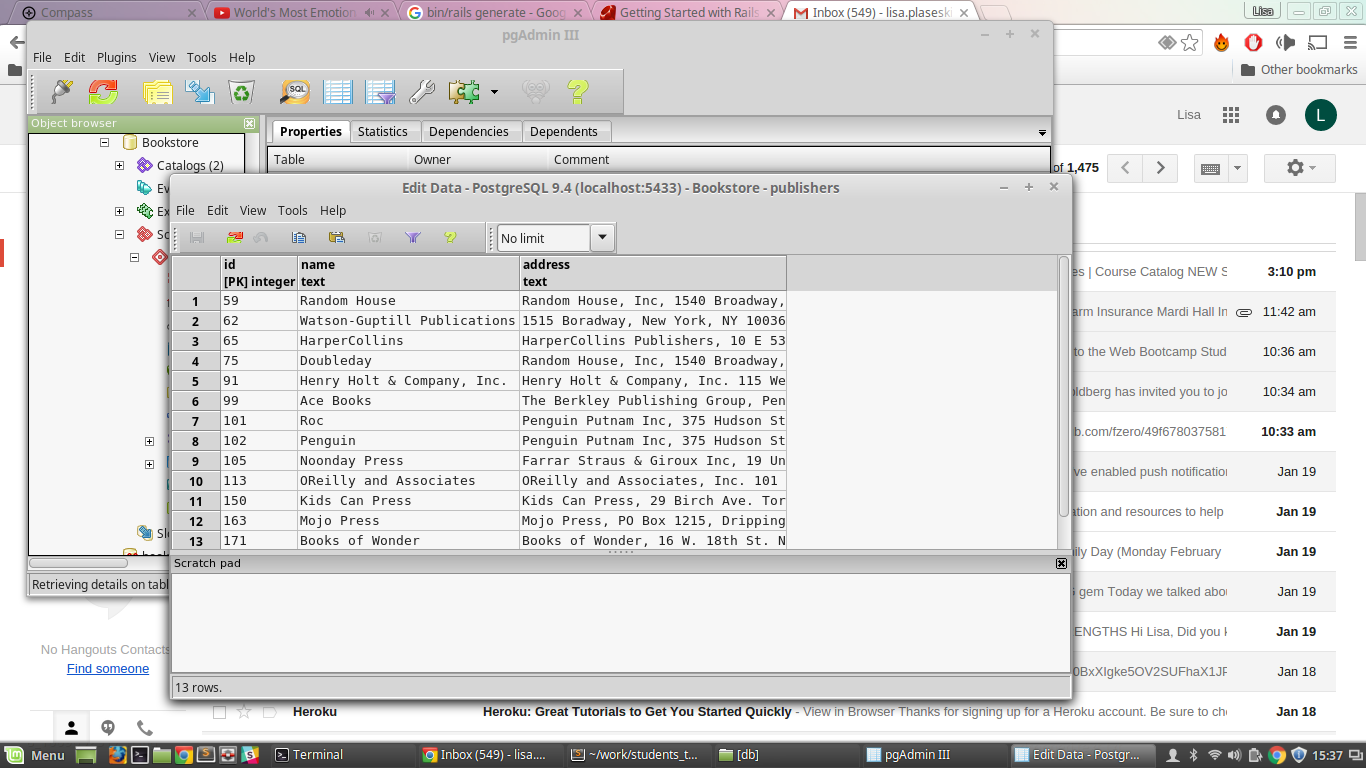 Compass
World's Most Emotion
bin/rails generate - Goog
Getting Started with Rails
Inbox (549) - lisa.plaseski
Lisa
pgAdmin III
File Edit Plugins View Tools Help
Other bookmarks
SQL
Lisa
L
Object browser
Properties Statistics Dependencies Dependents
Bookstore
Table Owner Comment
Catalogs (2)
of 1,475
Ev
Ex
Sc
Edit Data - PostgreSQL 9.4 (localhost:5433) - Bookstore - publishers
File Edit View Tools Help
No limit
id name address
[PK] integer text text
1 59 Random House Random House, Inc, 1540 Broadway,
2 62 Watson-Guptill Publications 1515 Boradway, New York, NY 10036
3 65 HarperCollins HarperCollins Publishers, 10 E 53
4 75 Doubleday Random House, Inc, 1540 Broadway,
5 91 Henry Holt & Company, Inc. Henry Holt & Company, Inc. 115 We
6 99 Ace Books The Berkley Publishing Group, Pen
7 101 Roc Penguin Putnam Inc, 375 Hudson St
8 102 Penguin Penguin Putnam Inc, 375 Hudson St
9 105 Noonday Press Farrar Straus & Giroux Inc, 19 Un
10 113 OReilly and Associates OReilly and Associates, Inc. 101
11 150 Kids Can Press Kids Can Press, 29 Birch Ave. Tor
12 163 Mojo Press Mojo Press, PO Box 1215, Dripping
13 171 Books of Wonder Books of Wonder, 16 W. 18th St. N
Scratch pad
13 rows.
es | Course Catalog NEW S 3:10 pm
arm Insurance Mardi Hall In 11:42 am
to the Web Bootcamp Stud 10:36 am
oldberg has invited you to jo 10:34 am
b.com/fzero/49f678037581 10:33 am
ve enabled push notification Jan 19
ation and resources to help Jan 19
ily Day (Monday February Jan 19
gem Today we talked abou Jan 19
ENGTHS Hi Lisa, Did you k Jan 19
0BxXIgke5OV2SUFhaX1JF Jan 18
Sl
Retrieving details on tabl
No Hangouts Contacts
Find someone
Heroku Heroku: Great Tutorials to Get You Started Quickly - View in Browser Thanks for signing up for a Heroku account. Be sure to che Jan 18
Menu
Terminal
Inbox (549) - lisa....
~/work/students_t...
[db]
pgAdmin III
Edit Data - Postgr...
15:37